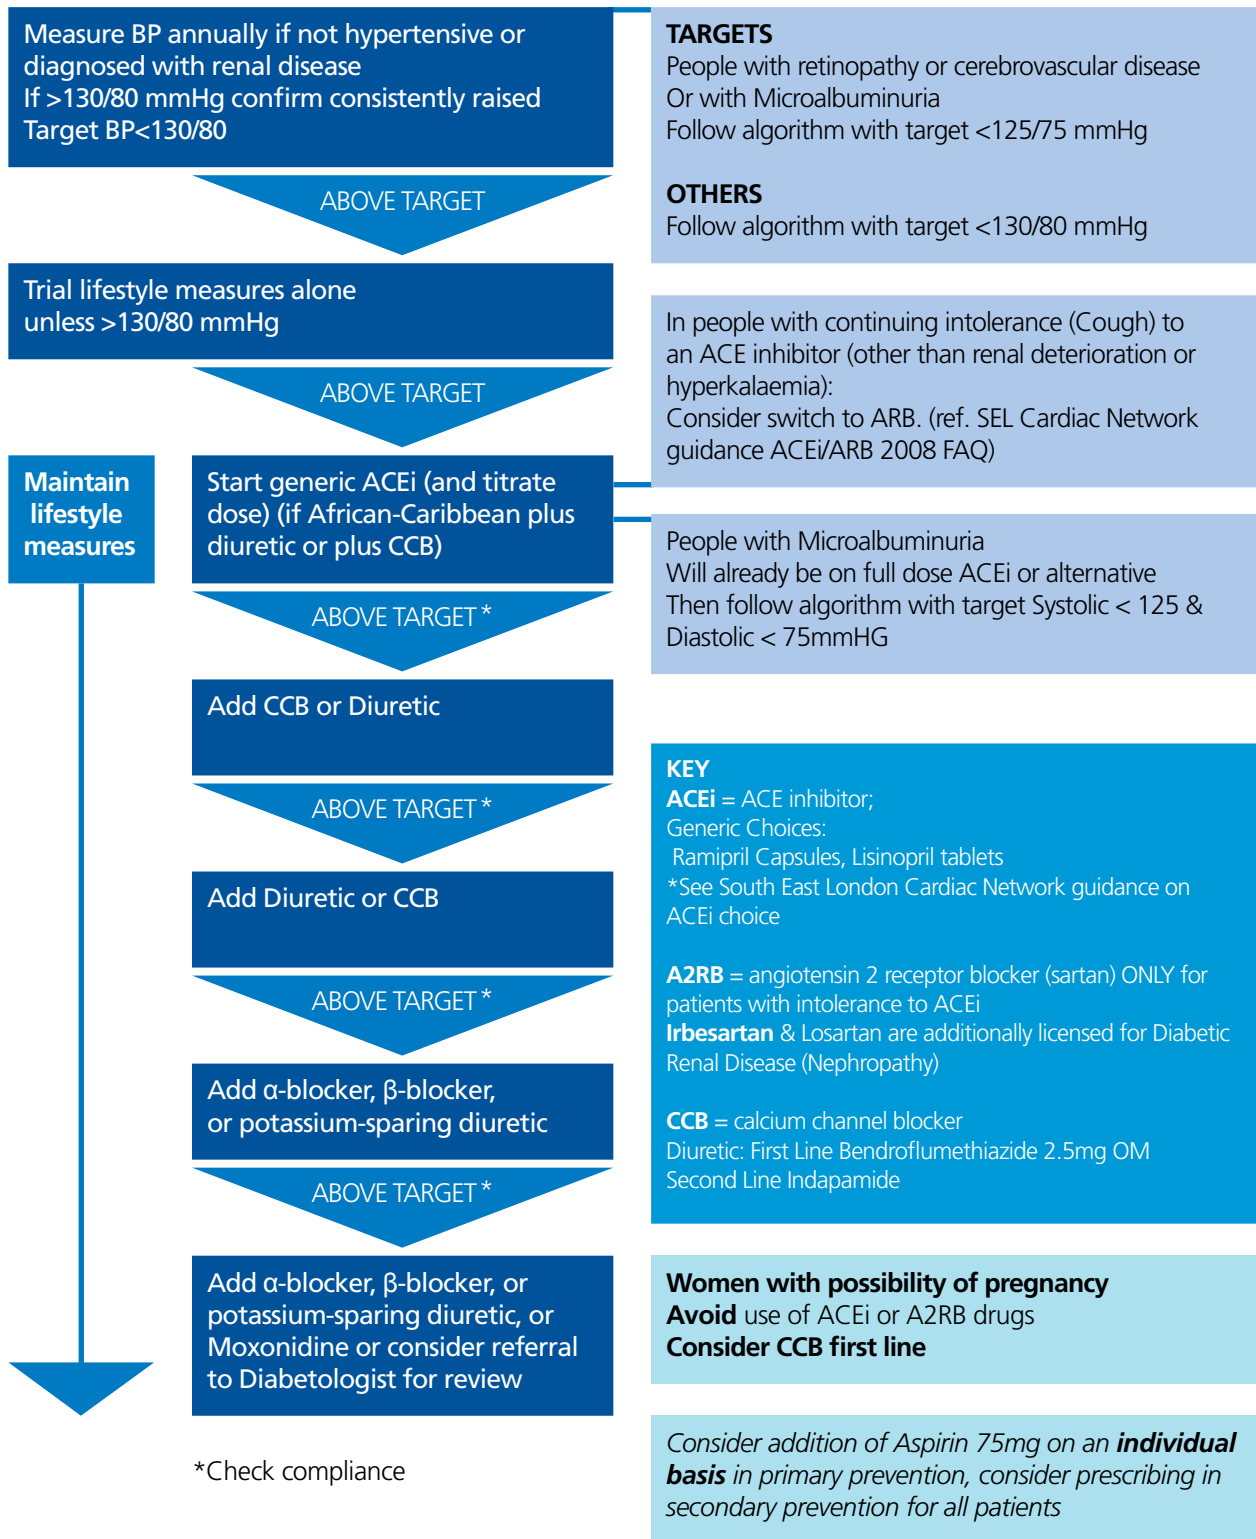 Measure BP annually if not hypertensive or
diagnosed with renal disease
If >130/80 mmHg confirm consistently raised
Target BP<130/80
ABOVE TARGET
Trial lifestyle measures alone
unless >130/80 mmHg
ABOVE TARGET
Maintain
lifestyle
measures
Start generic ACEi (and titrate
dose) (if African-Caribbean plus
diuretic or plus CCB)
ABOVE TARGET*
Add CCB or Diuretic
ABOVE TARGET*
Add Diuretic or CCB
ABOVE TARGET*
Add α-blocker, β-blocker,
or potassium-sparing diuretic
ABOVE TARGET*
Add α-blocker, β-blocker, or
potassium-sparing diuretic, or
Moxonidine or consider referral
to Diabetologist for review
*Check compliance
TARGETS
People with retinopathy or cerebrovascular disease
Or with Microalbuminuria
Follow algorithm with target <125/75 mmHg
OTHERS
Follow algorithm with target <130/80 mmHg
In people with continuing intolerance (Cough) to
an ACE inhibitor (other than renal deterioration or
hyperkalaemia):
Consider switch to ARB. (ref. SEL Cardiac Network
guidance ACEi/ARB 2008 FAQ)
People with Microalbuminuria
Will already be on full dose ACEi or alternative
Then follow algorithm with target Systolic < 125 &
Diastolic < 75mmHG
KEY
ACEi = ACE inhibitor;
Generic Choices:
Ramipril Capsules, Lisinopril tablets
*See South East London Cardiac Network guidance on
ACEi choice
A2RB = angiotensin 2 receptor blocker (sartan) ONLY for
patients with intolerance to ACEi
Irbesartan & Losartan are additionally licensed for Diabetic
Renal Disease (Nephropathy)
CCB = calcium channel blocker
Diuretic: First Line Bendroflumethiazide 2.5mg OM
Second Line Indapamide
Women with possibility of pregnancy
Avoid use of ACEi or A2RB drugs
Consider CCB first line
Consider addition of Aspirin 75mg on an individual
basis in primary prevention, consider prescribing in
secondary prevention for all patients